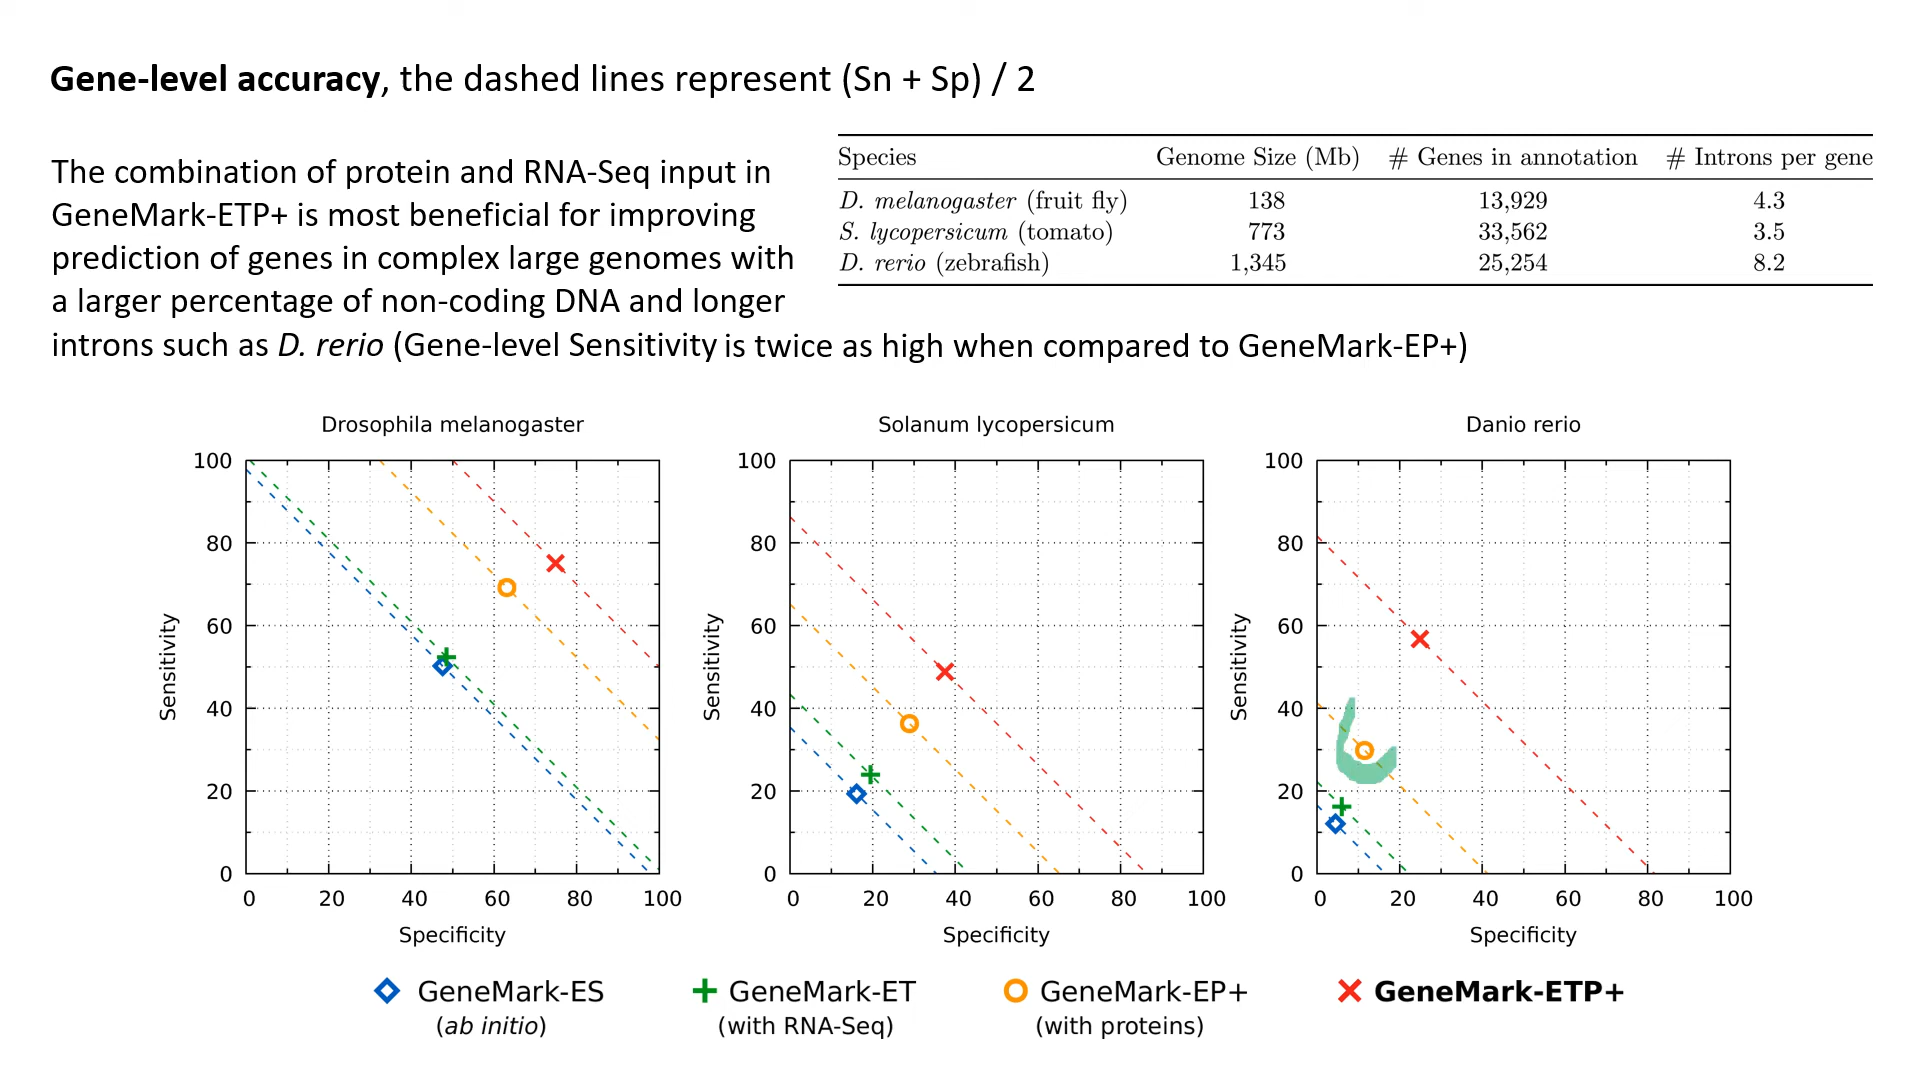 Gene-level accuracy, the dashed lines represent (Sn + Sp) / 2
The combination of protein and RNA-Seq input in
GeneMark-ETP+ is most beneficial for improving
prediction of genes in complex large genomes with
a larger percentage of non-coding DNA and longer
introns such as D. rerio (Gene-level Sensitivity is twice as high when compared to GeneMark-EP+)
Species Genome Size (Mb) # Genes in annotation # Introns per gene
D. melanogaster (fruit fly) 138 13,929 4.3
S. lycopersicum (tomato) 773 33,562 3.5
D. rerio (zebrafish) 1,345 25,254 8.2
Drosophila melanogaster
100
80
60
40
20
0
Sensitivity
0 20 40 60 80 100
Specificity
Solanum lycopersicum
100
80
60
40
20
0
Sensitivity
0 20 40 60 80 100
Specificity
Danio rerio
100
80
60
40
20
0
Sensitivity
0 20 40 60 80 100
Specificity
GeneMark-ES
(ab initio)
GeneMark-ET
(with RNA-Seq)
GeneMark-EP+
(with proteins)
GeneMark-ETP+